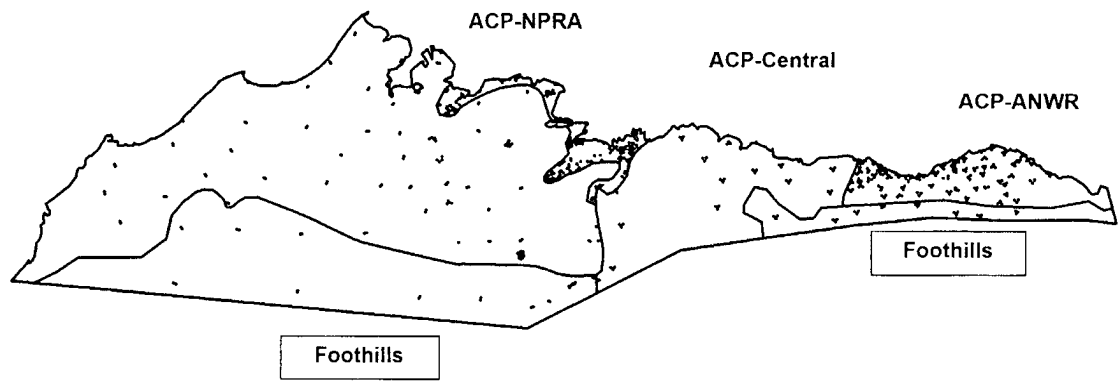 ACP-NPRA
ACP-Central
ACP-ANWR
Foothills
Foothills